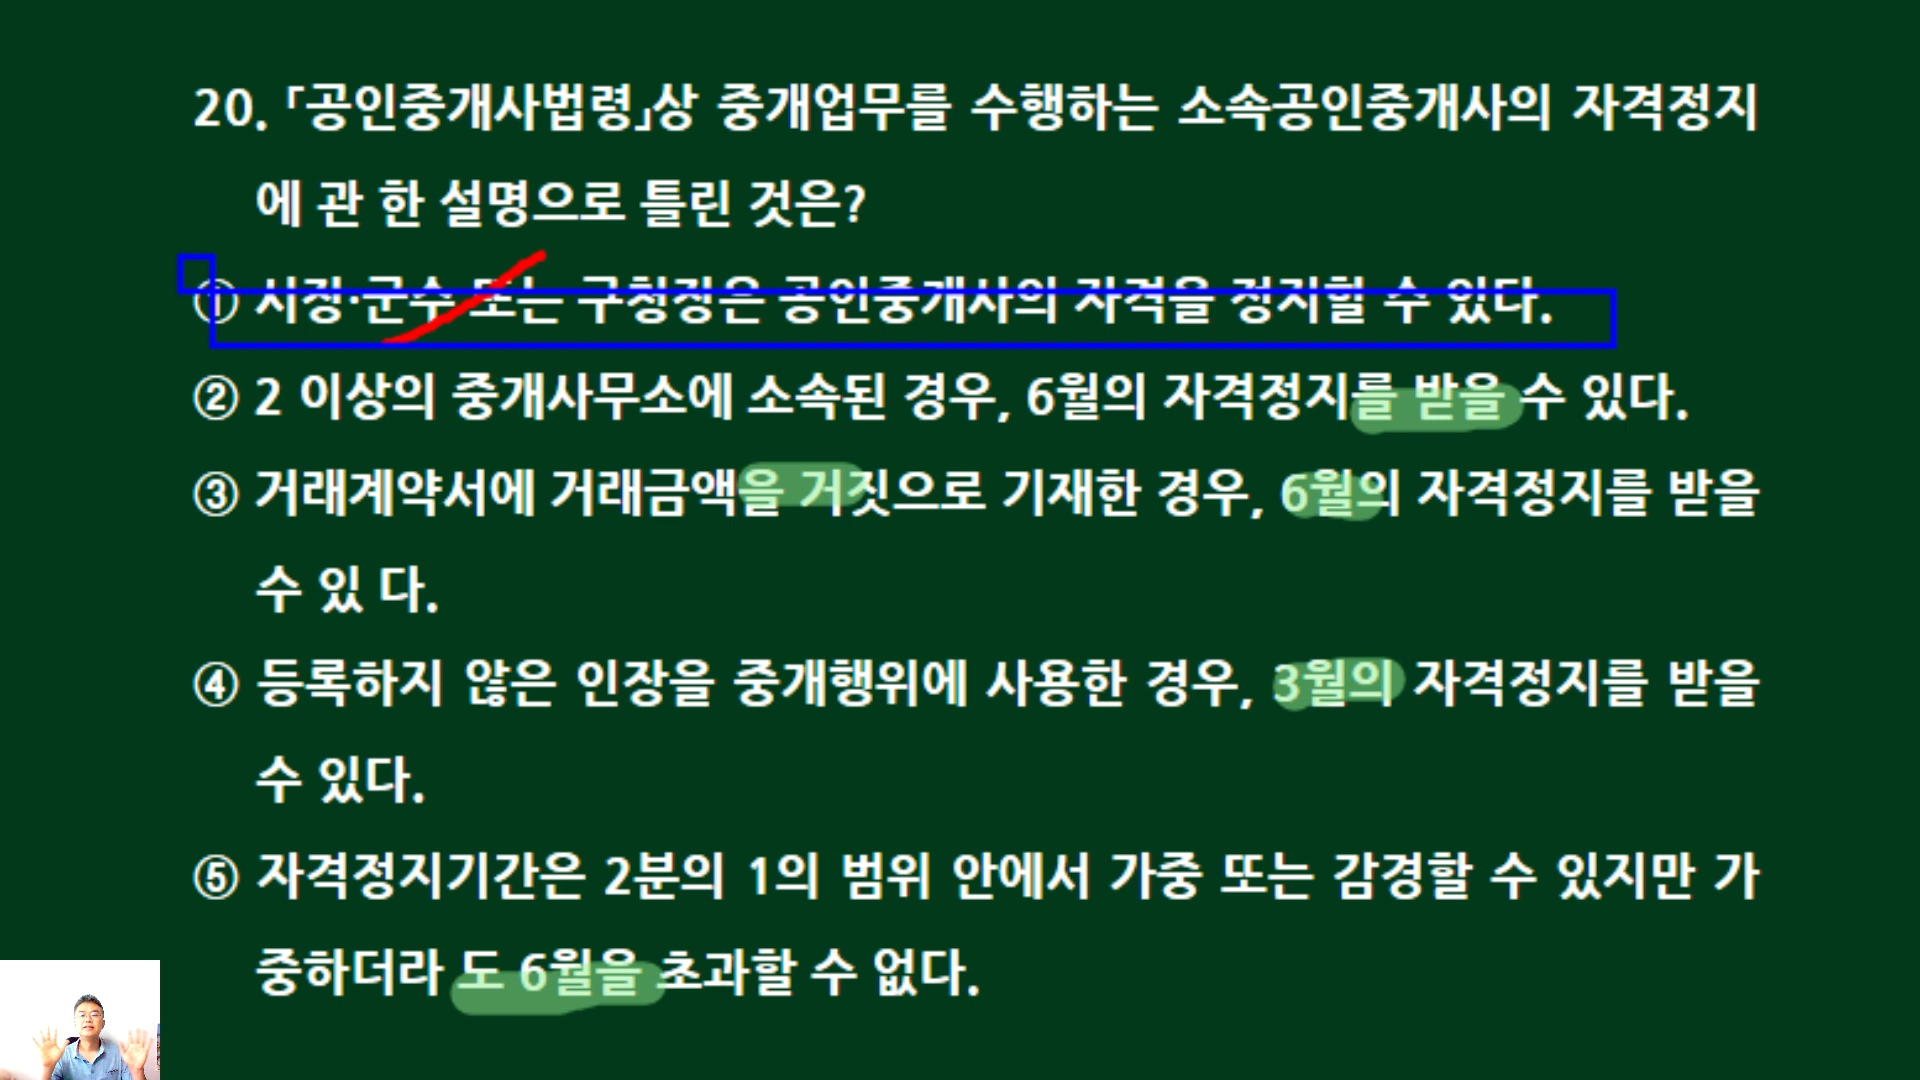 20. 「공인중개사법령」상 중개업무를 수행하는 소속공인중개사의 자격정지
에 관 한 설명으로 틀린 것은?
① 시장·군수 또는 구청장은 공인중개사의 자격을 정지할 수 있다.
② 2 이상의 중개사무소에 소속된 경우, 6월의 자격정지를 받을 수 있다.
③ 거래계약서에 거래금액을 거짓으로 기재한 경우, 6월의 자격정지를 받을
수 있 다.
④ 등록하지 않은 인장을 중개행위에 사용한 경우, 3월의 자격정지를 받을
수 있다.
⑤ 자격정지기간은 2분의 1의 범위 안에서 가중 또는 감경할 수 있지만 가
중하더라 도 6월을 초과할 수 없다.